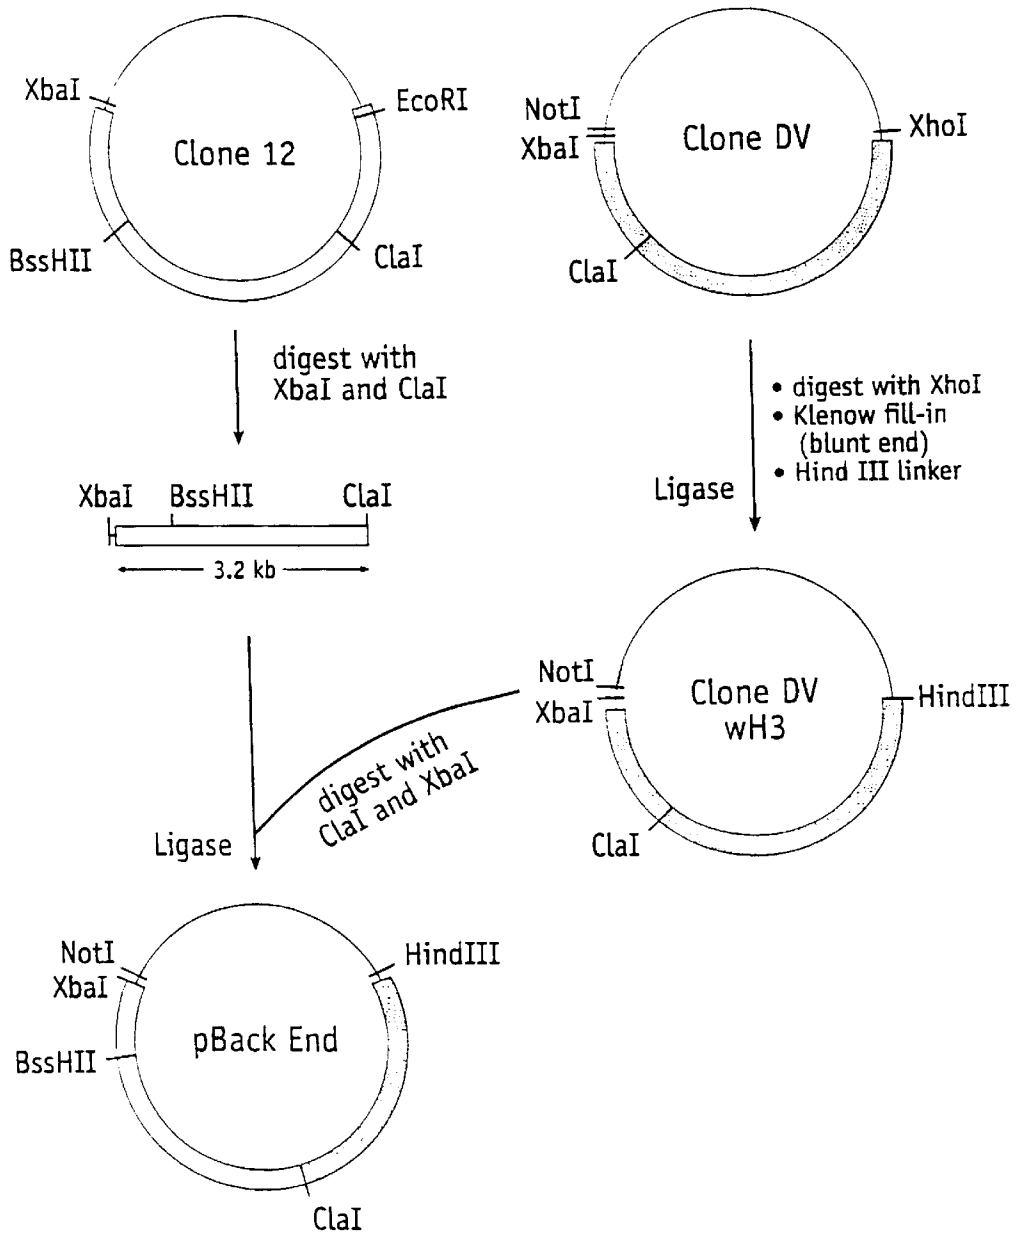 XbaI
EcoRI
Clone 12
BssHII
ClaI
NotI
XbaI
Clone DV
XhoI
ClaI
digest with
XbaI and ClaI
• digest with XhoI
• Klenow fill-in
(blunt end)
• Hind III linker
Ligase
XbaI BssHII ClaI
3.2 kb
NotI
XbaI
Clone DV
wH3
HindIII
ClaI
digest with
ClaI and XbaI
Ligase
NotI
XbaI
HindIII
BssHII
pBack End
ClaI